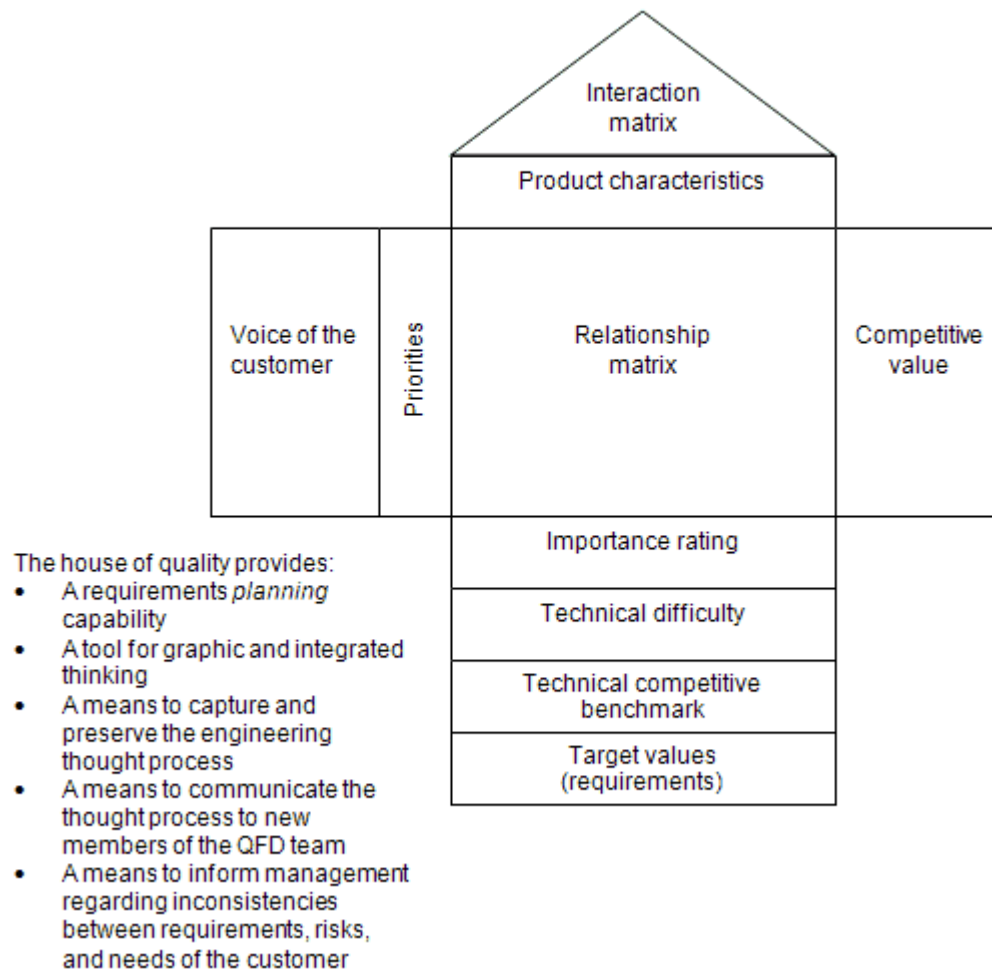 Interaction
matrix
Product characteristics
Voice of the
customer
Priorities
Relationship
matrix
Competitive
value
Importance rating
Technical difficulty
Technical competitive
benchmark
Target values
(requirements)
The house of quality provides:
• A requirements planning
capability
• A tool for graphic and integrated
thinking
• A means to capture and
preserve the engineering
thought process
• A means to communicate the
thought process to new
members of the QFD team
• A means to inform management
regarding inconsistencies
between requirements, risks,
and needs of the customer